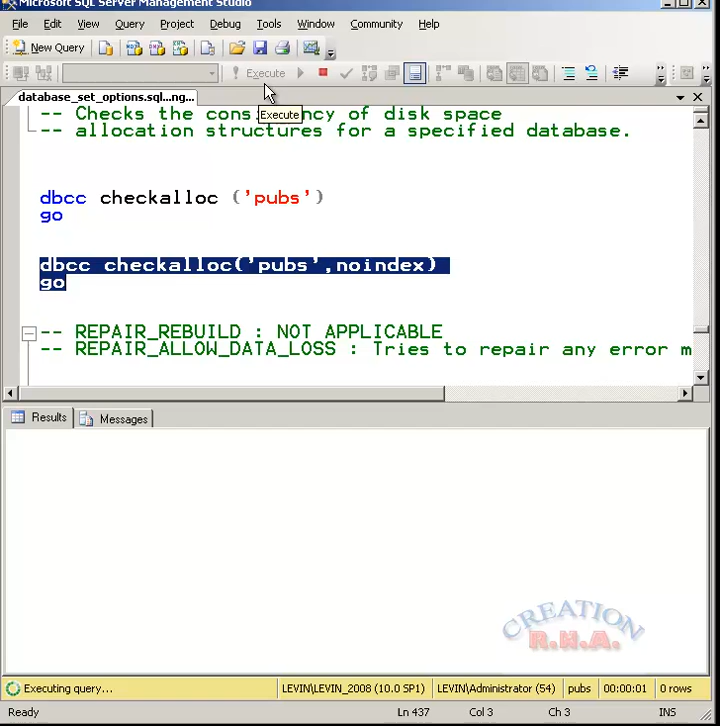 Microsoft SQL Server Management Studio
File Edit View Query Project Debug Tools Window Community Help
New Query
Execute
database_set_options.sql...ng...
Execute
-- Checks the cons ncy of disk space
-- allocation structures for a specified database.
dbcc checkalloc ('pubs')
go
dbcc checkalloc('pubs',noindex)
go
-- REPAIR_REBUILD : NOT APPLICABLE
-- REPAIR_ALLOW_DATA_LOSS : Tries to repair any error m
Results Messages
CREATION
R.N.A.
Executing query... LEVIN\LEVIN_2008 (10.0 SP1) LEVIN\Administrator (54) pubs 00:00:01 0 rows
Ready Ln 437 Col 3 Ch 3 INS